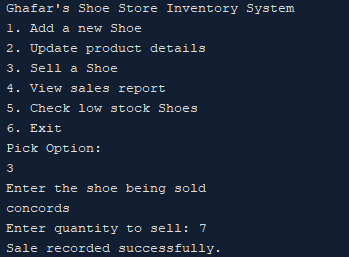 Ghafar's Shoe Store Inventory System
1. Add a new Shoe
2. Update product details
3. Sell a Shoe
4. View sales report
5. Check low stock Shoes
6. Exit
Pick Option:
3
Enter the shoe being sold
concords
Enter quantity to sell: 7
Sale recorded successfully.